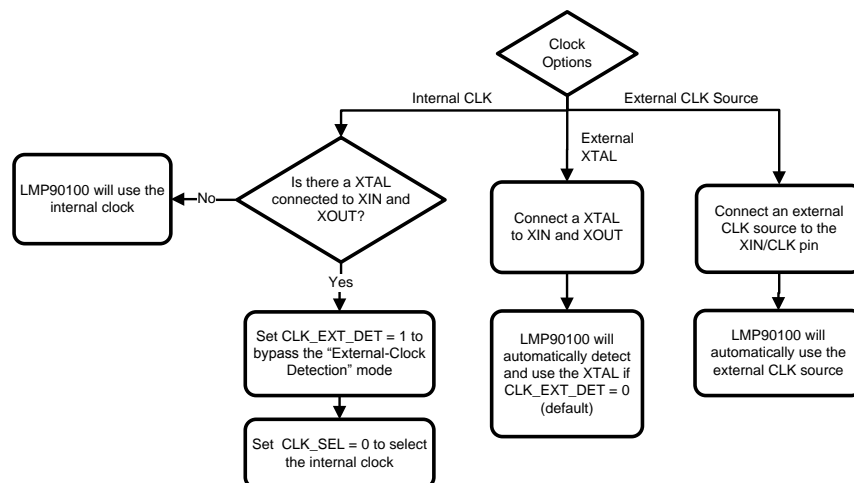 Clock
Options
Internal CLK
External CLK Source
External
XTAL
LMP90100 will use the
internal clock
No
Is there a XTAL
connected to XIN and
XOUT?
Connect a XTAL
to XIN and XOUT
Connect an external
CLK source to the
XIN/CLK pin
Yes
Set CLK_EXT_DET = 1 to
bypass the “External-Clock
Detection” mode
LMP90100 will
automatically detect
and use the XTAL if
CLK_EXT_DET = 0
(default)
LMP90100 will
automatically use the
external CLK source
Set CLK_SEL = 0 to select
the internal clock